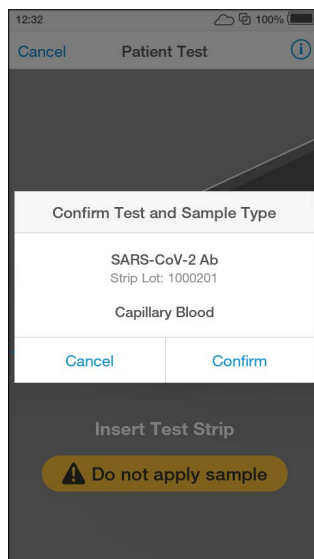 12:32
100%
Cancel
Patient Test
Confirm Test and Sample Type
SARS-CoV-2 Ab
Strip Lot: 1000201
Capillary Blood
Cancel
Confirm
Insert Test Strip
Do not apply sample